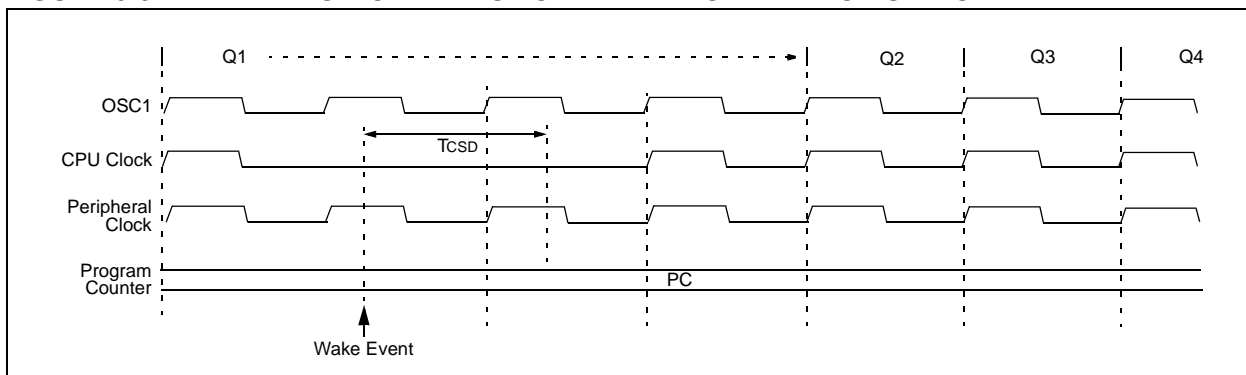 Q1 Q2 Q3 Q4
OSC1
TCSD
CPU Clock
Peripheral
Clock
Program
Counter
PC
Wake Event